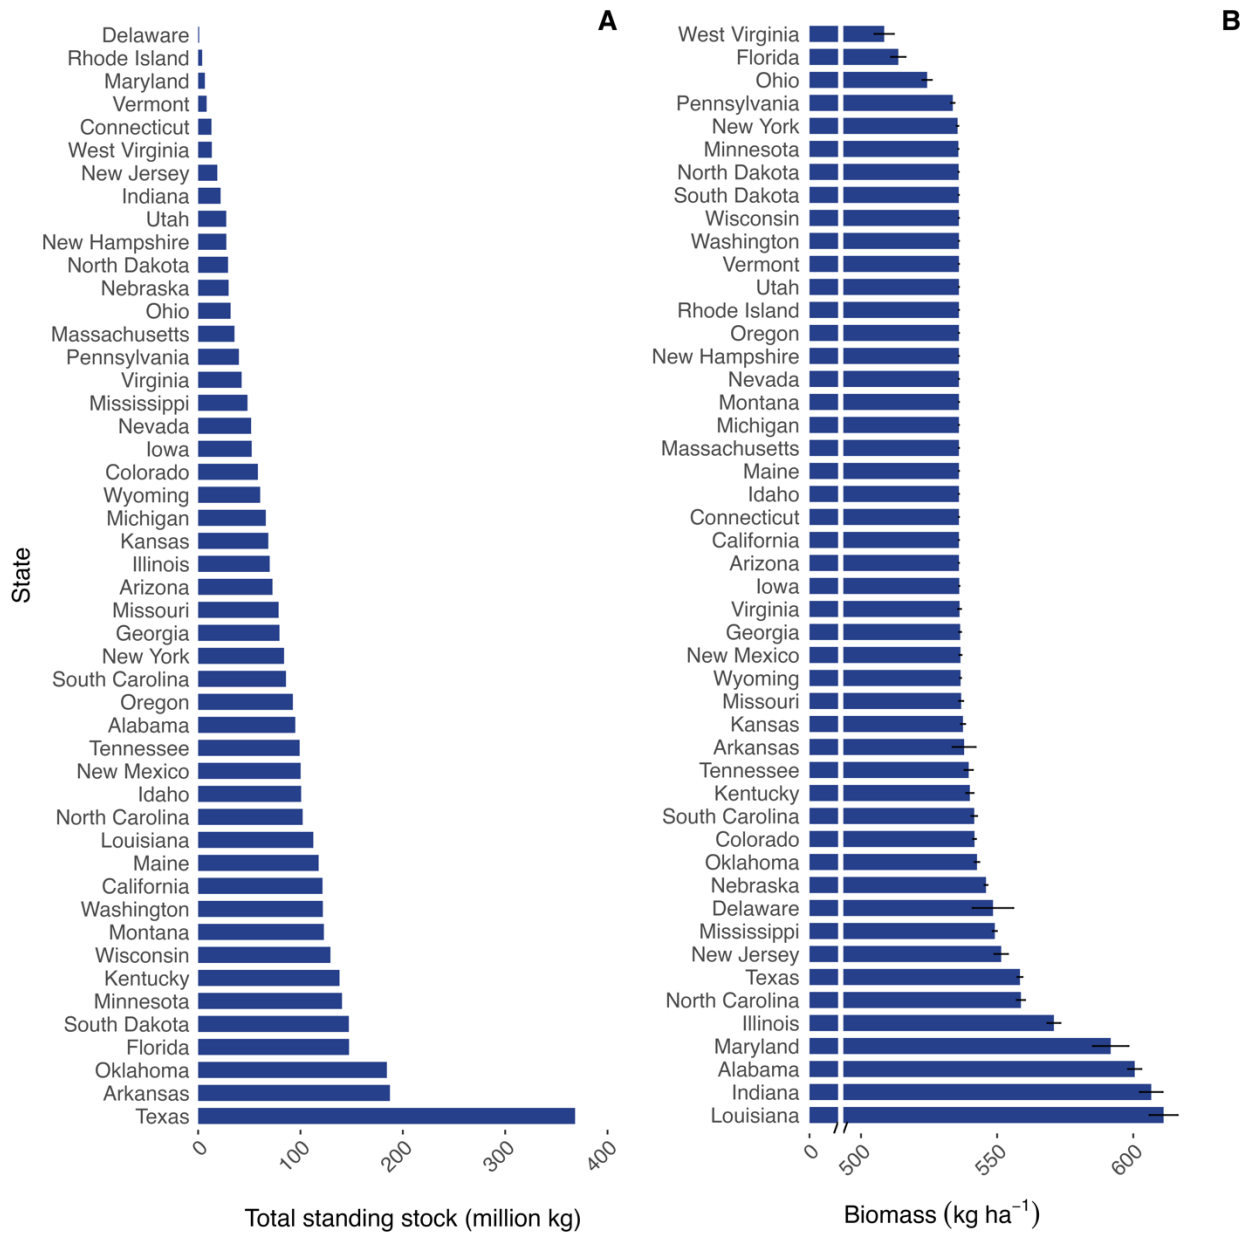 A
Delaware
Rhode Island
Maryland
Vermont
Connecticut
West Virginia
New Jersey
Indiana
Utah
New Hampshire
North Dakota
Nebraska
Ohio
Massachusetts
Pennsylvania
Virginia
Mississippi
Nevada
Iowa
Colorado
Wyoming
Michigan
Kansas
Illinois
Arizona
Missouri
Georgia
New York
South Carolina
Oregon
Alabama
Tennessee
New Mexico
Idaho
North Carolina
Louisiana
Maine
California
Washington
Montana
Wisconsin
Kentucky
Minnesota
South Dakota
Florida
Oklahoma
Arkansas
Texas
State
0 100 200 300 400
Total standing stock (million kg)
B
West Virginia
Florida
Ohio
Pennsylvania
New York
Minnesota
North Dakota
South Dakota
Wisconsin
Washington
Vermont
Utah
Rhode Island
Oregon
New Hampshire
Nevada
Montana
Michigan
Massachusetts
Maine
Idaho
Connecticut
California
Arizona
Iowa
Virginia
Georgia
New Mexico
Wyoming
Missouri
Kansas
Arkansas
Tennessee
Kentucky
South Carolina
Colorado
Oklahoma
Nebraska
Delaware
Mississippi
New Jersey
Texas
North Carolina
Illinois
Maryland
Alabama
Indiana
Louisiana
0 500 550 600
Biomass (kg ha⁻¹)